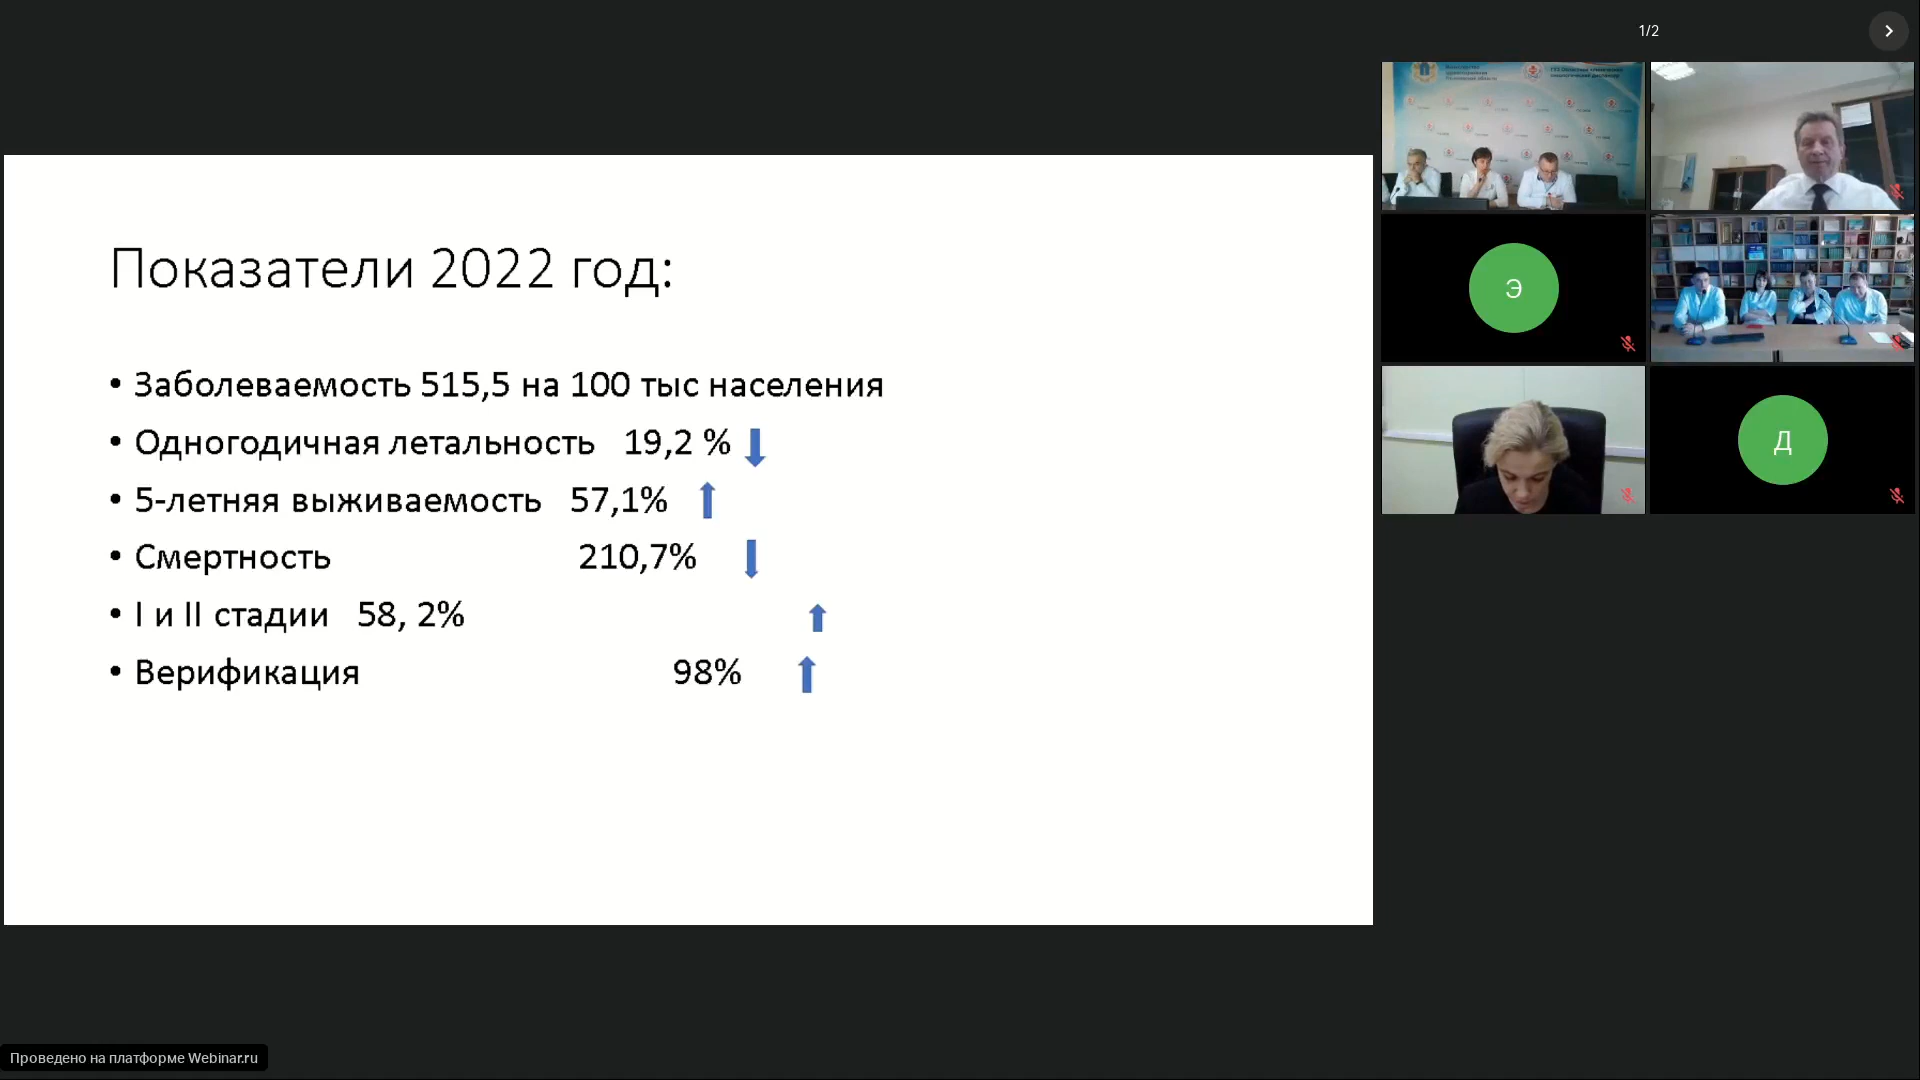 1/2
Показатели 2022 год:
• Заболеваемость 515,5 на 100 тыс населения
• Одногодичная летальность 19,2 %
• 5-летняя выживаемость 57,1%
• Смертность 210,7%
• I и II стадии 58, 2%
• Верификация 98%
Э
Д
Проведено на платформе Webinar.ru